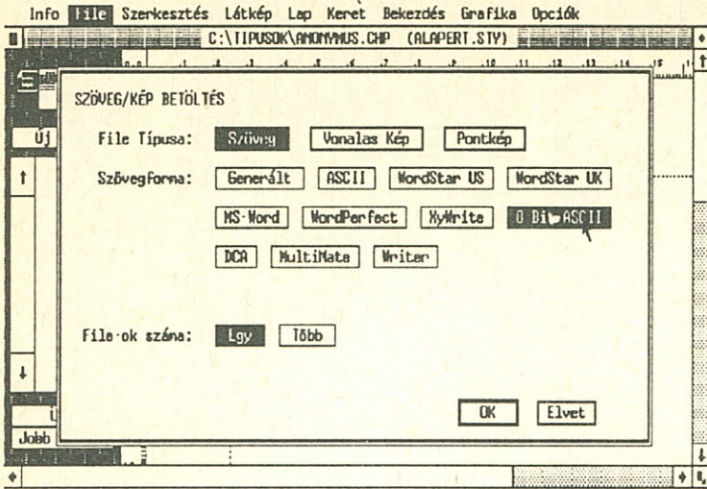 Info File Szerkesztés Látkép Lap Keret Bekezdés Grafika Opciók
C:\TIPUSOK\ANONYMUS.CHP (ALAPERT.STY)
SZÖVEG/KÉP BETÖLTÉS
Új
File Típusa: Szöveg Vonalas Kép Pontkép
Szövegforma: Generált ASCII WordStar US WordStar UK
MS-Word WordPerfect XyWrite 8 Bit ASCII
DCA MultiMate Writer
File-ok száma: Egy Több
OK Elvet
Jobb